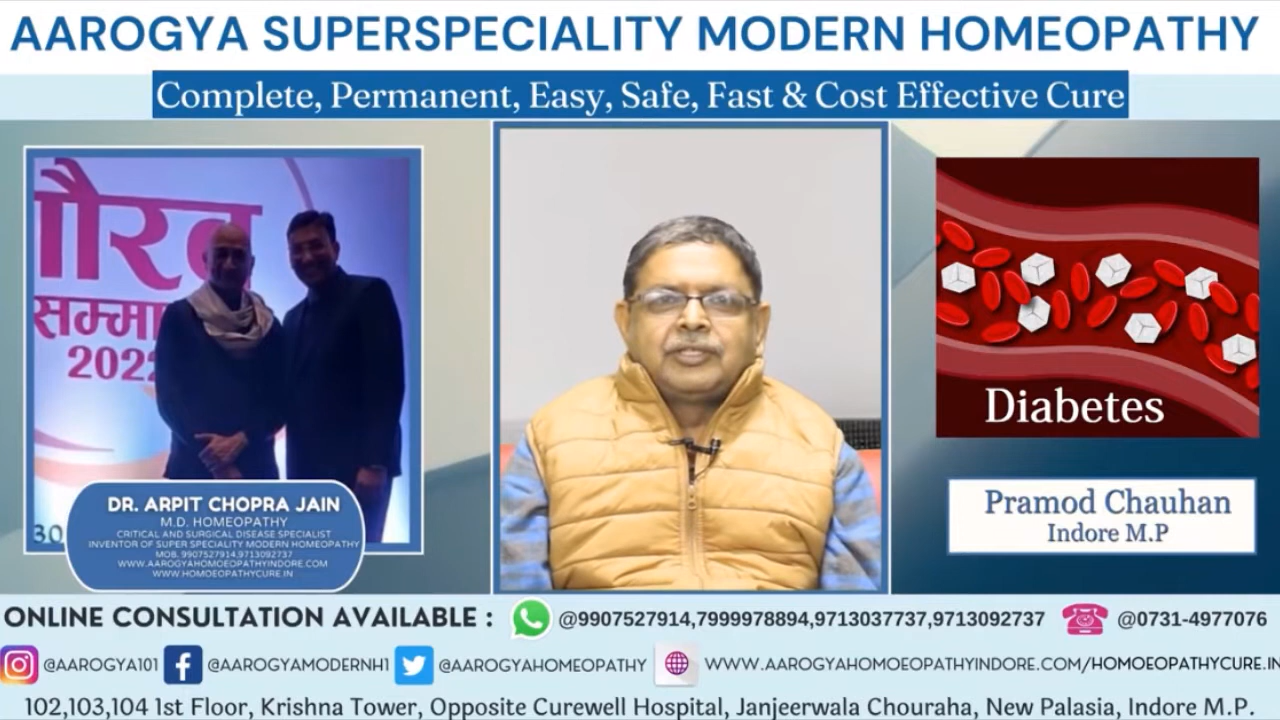 AAROGYA SUPERSPECIALITY MODERN HOMEOPATHY
Complete, Permanent, Easy, Safe, Fast & Cost Effective Cure
गौरव
सम्मा
2022
30
DR. ARPIT CHOPRA JAIN
M.D. HOMEOPATHY
CRITICAL AND SURGICAL DISEASE SPECIALIST
INVENTOR OF SUPER SPECIALITY MODERN HOMEOPATHY
MOB. 9907527914,9713092737
WWW.AAROGYAHOMOEOPATHYINDORE.COM
WWW.HOMOEOPATHYCURE.IN
Diabetes
Pramod Chauhan
Indore M.P
ONLINE CONSULTATION AVAILABLE : @9907527914,7999978894,9713037737,9713092737 @0731-4977076
@AAROGYA101 @AAROGYAMODERNH1 @AAROGYAHOMEOPATHY WWW.AAROGYAHOMOEOPATHYINDORE.COM/HOMOEOPATHYCURE.IN
102,103,104 1st Floor, Krishna Tower, Opposite Curewell Hospital, Janjeerwala Chouraha, New Palasia, Indore M.P.